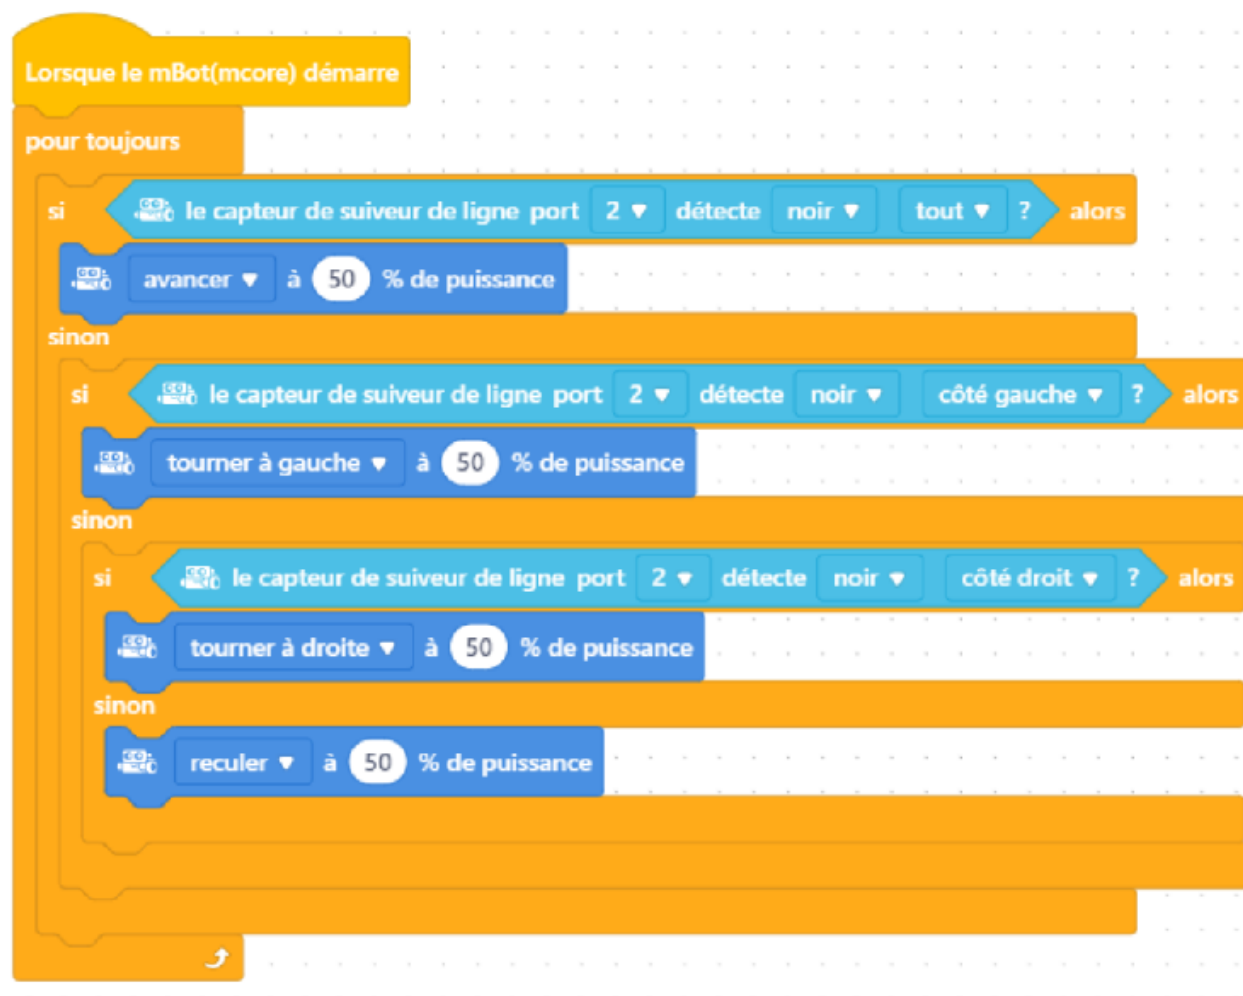 Lorsque le mBot(mcore) démarre
pour toujours
si le capteur de suiveur de ligne port 2 détecte noir tout ? alors
avancer à 50 % de puissance
sinon
si le capteur de suiveur de ligne port 2 détecte noir côté gauche ? alors
tourner à gauche à 50 % de puissance
sinon
si le capteur de suiveur de ligne port 2 détecte noir côté droit ? alors
tourner à droite à 50 % de puissance
sinon
reculer à 50 % de puissance